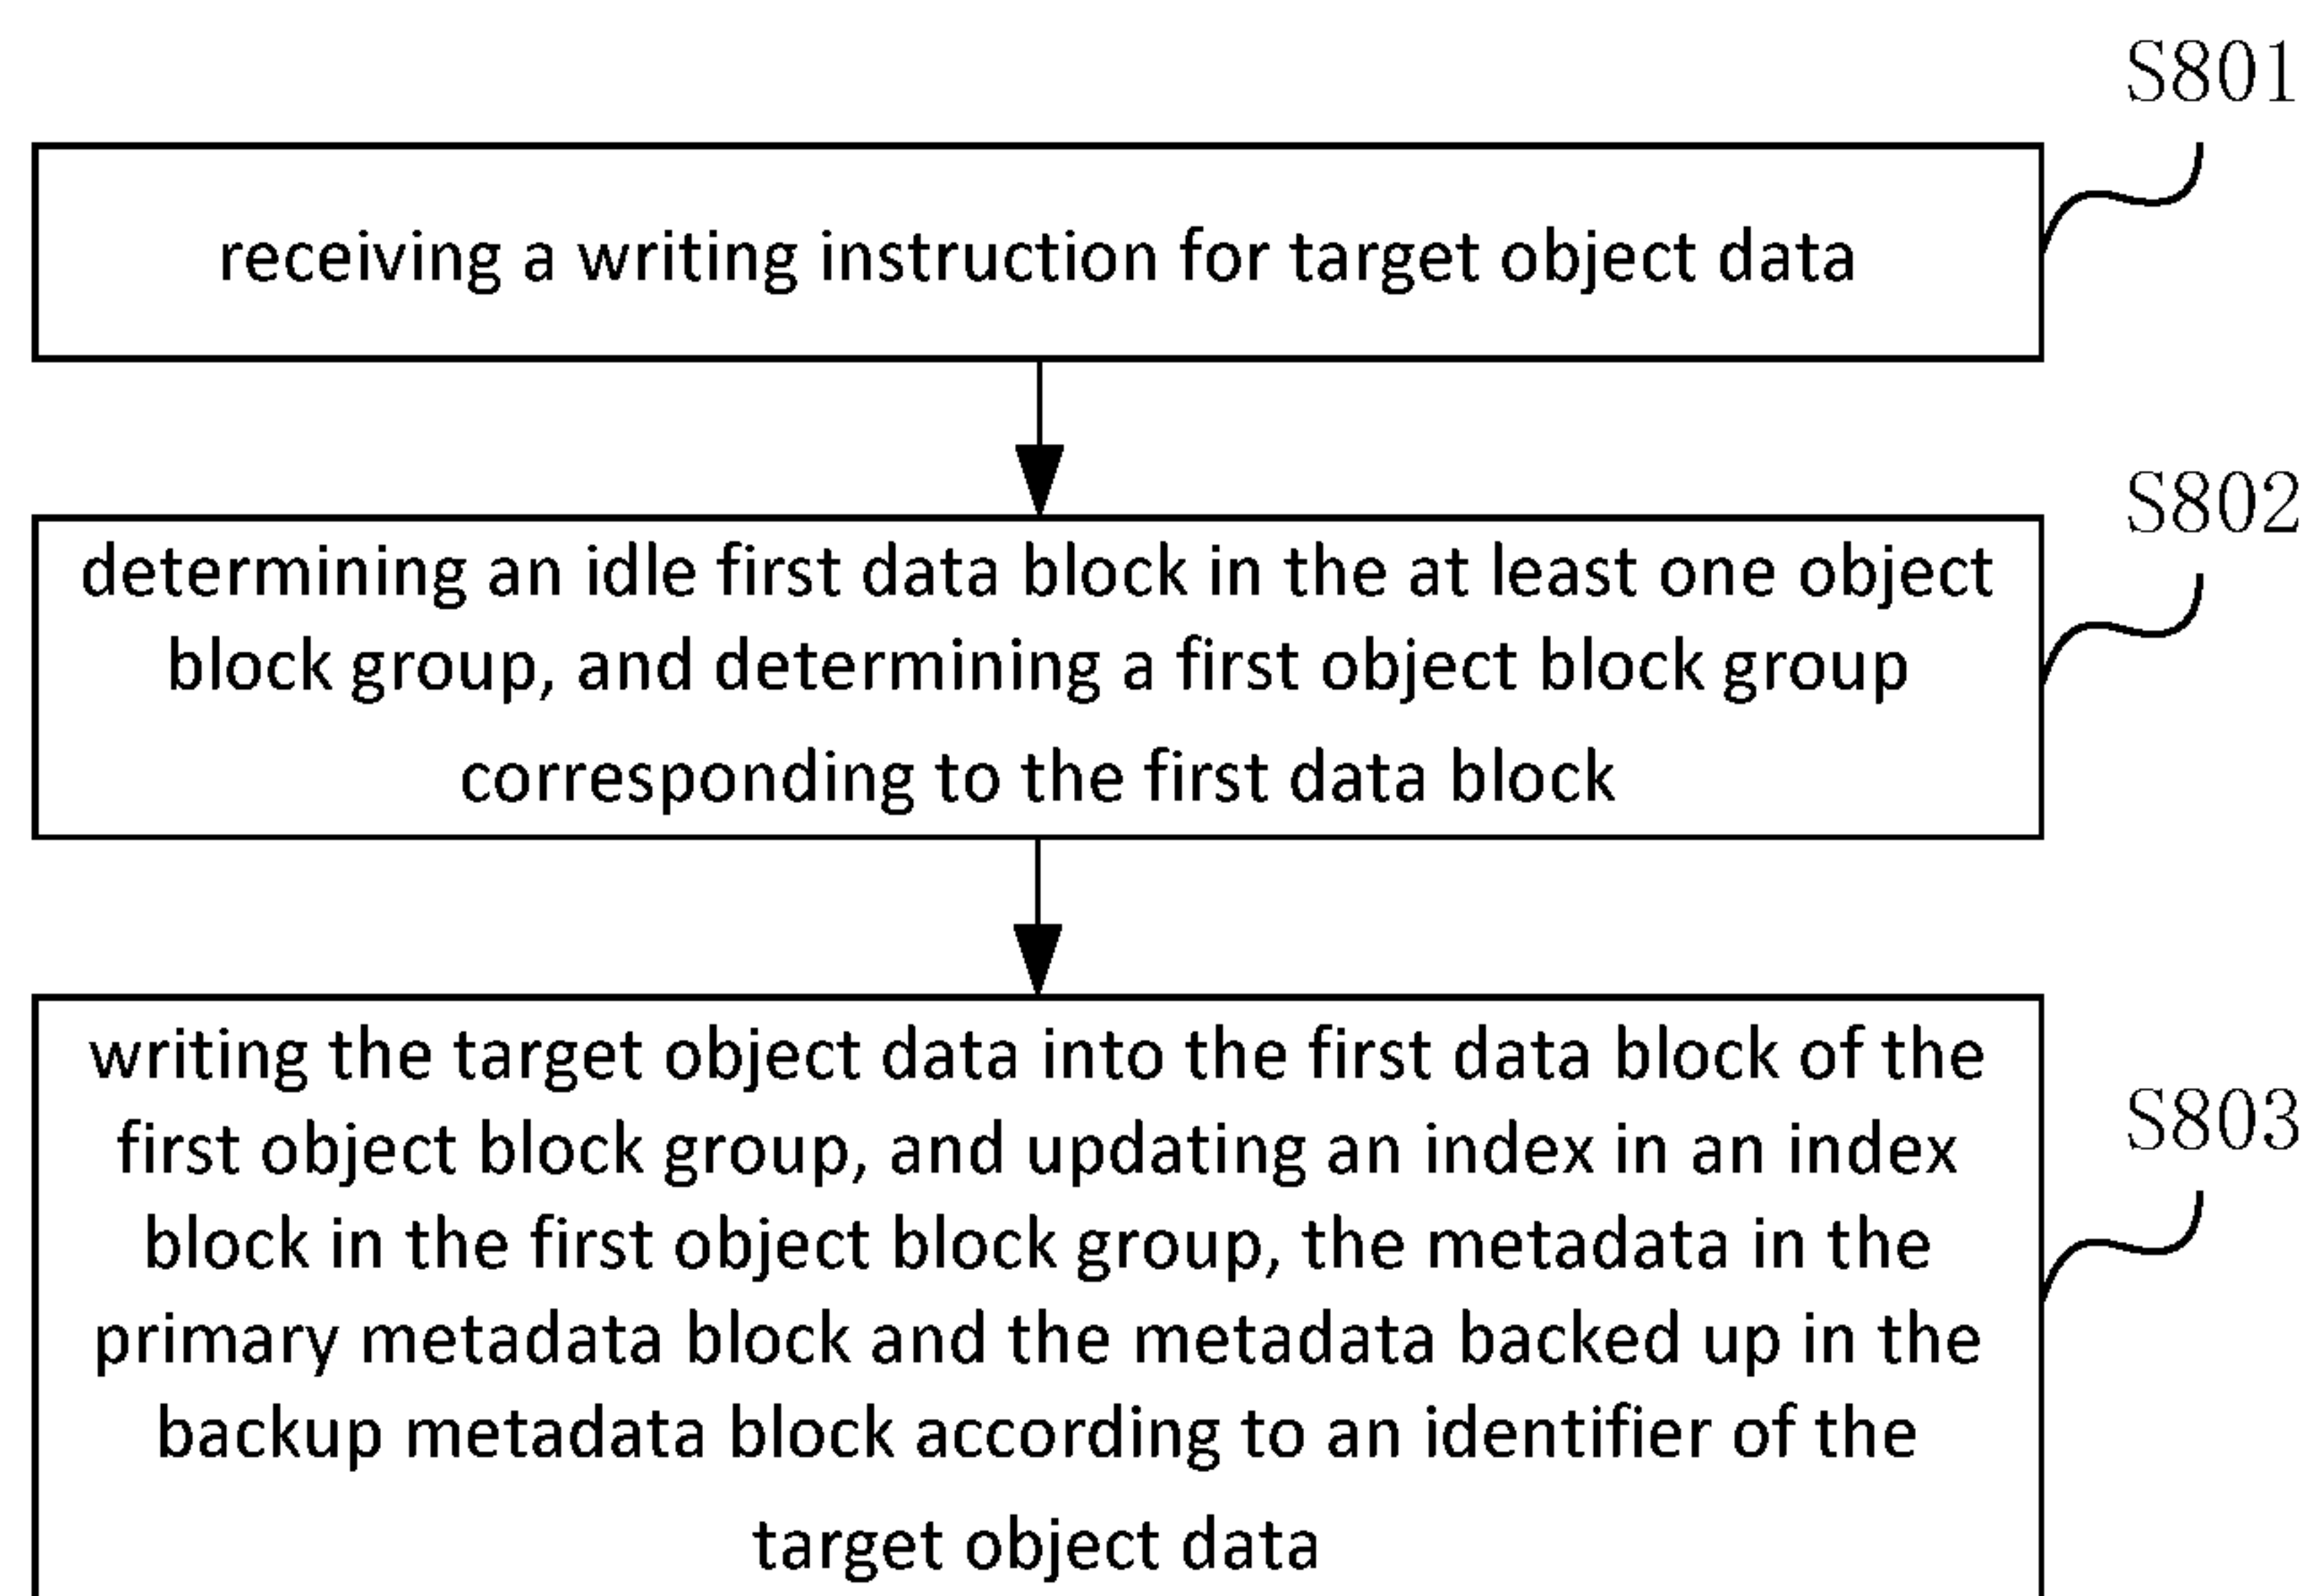 S801
receiving a writing instruction for target object data
S802
determining an idle first data block in the at least one object
block group, and determining a first object block group
corresponding to the first data block
S803
writing the target object data into the first data block of the
first object block group, and updating an index in an index
block in the first object block group, the metadata in the
primary metadata block and the metadata backed up in the
backup metadata block according to an identifier of the
target object data